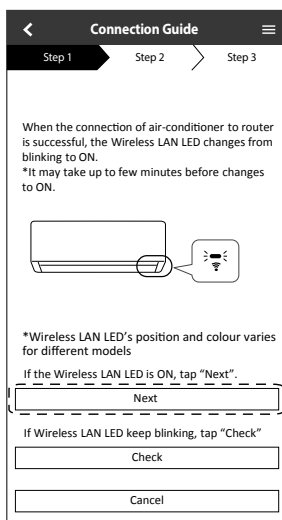 Connection Guide
Step 1
Step 2
Step 3
When the connection of air-conditioner to router
is successful, the Wireless LAN LED changes from
blinking to ON.
*It may take up to few minutes before changes
to ON.
*Wireless LAN LED's position and colour varies
for different models
If the Wireless LAN LED is ON, tap "Next".
Next
If Wireless LAN LED keep blinking, tap "Check"
Check
Cancel